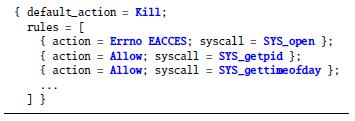 { default_action = Kill;
rules = [
{ action = Errno EACCES; syscall = SYS_open };
{ action = Allow; syscall = SYS_getpid };
{ action = Allow; syscall = SYS_gettimeofday };
...
] }